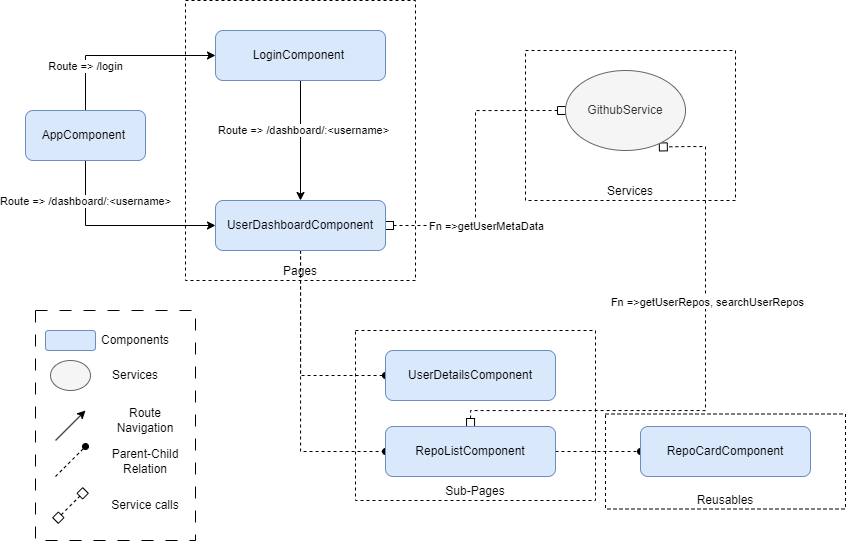 LoginComponent
Route => /login
AppComponent
Route => /dashboard/:<username>
Route => /dashboard/:<username>
UserDashboardComponent
Pages
GithubService
Services
Fn =>getUserMetaData
Fn =>getUserRepos, searchUserRepos
Components
Services
Route
Navigation
Parent-Child
Relation
Service calls
UserDetailsComponent
RepoListComponent
Sub-Pages
RepoCardComponent
Reusables